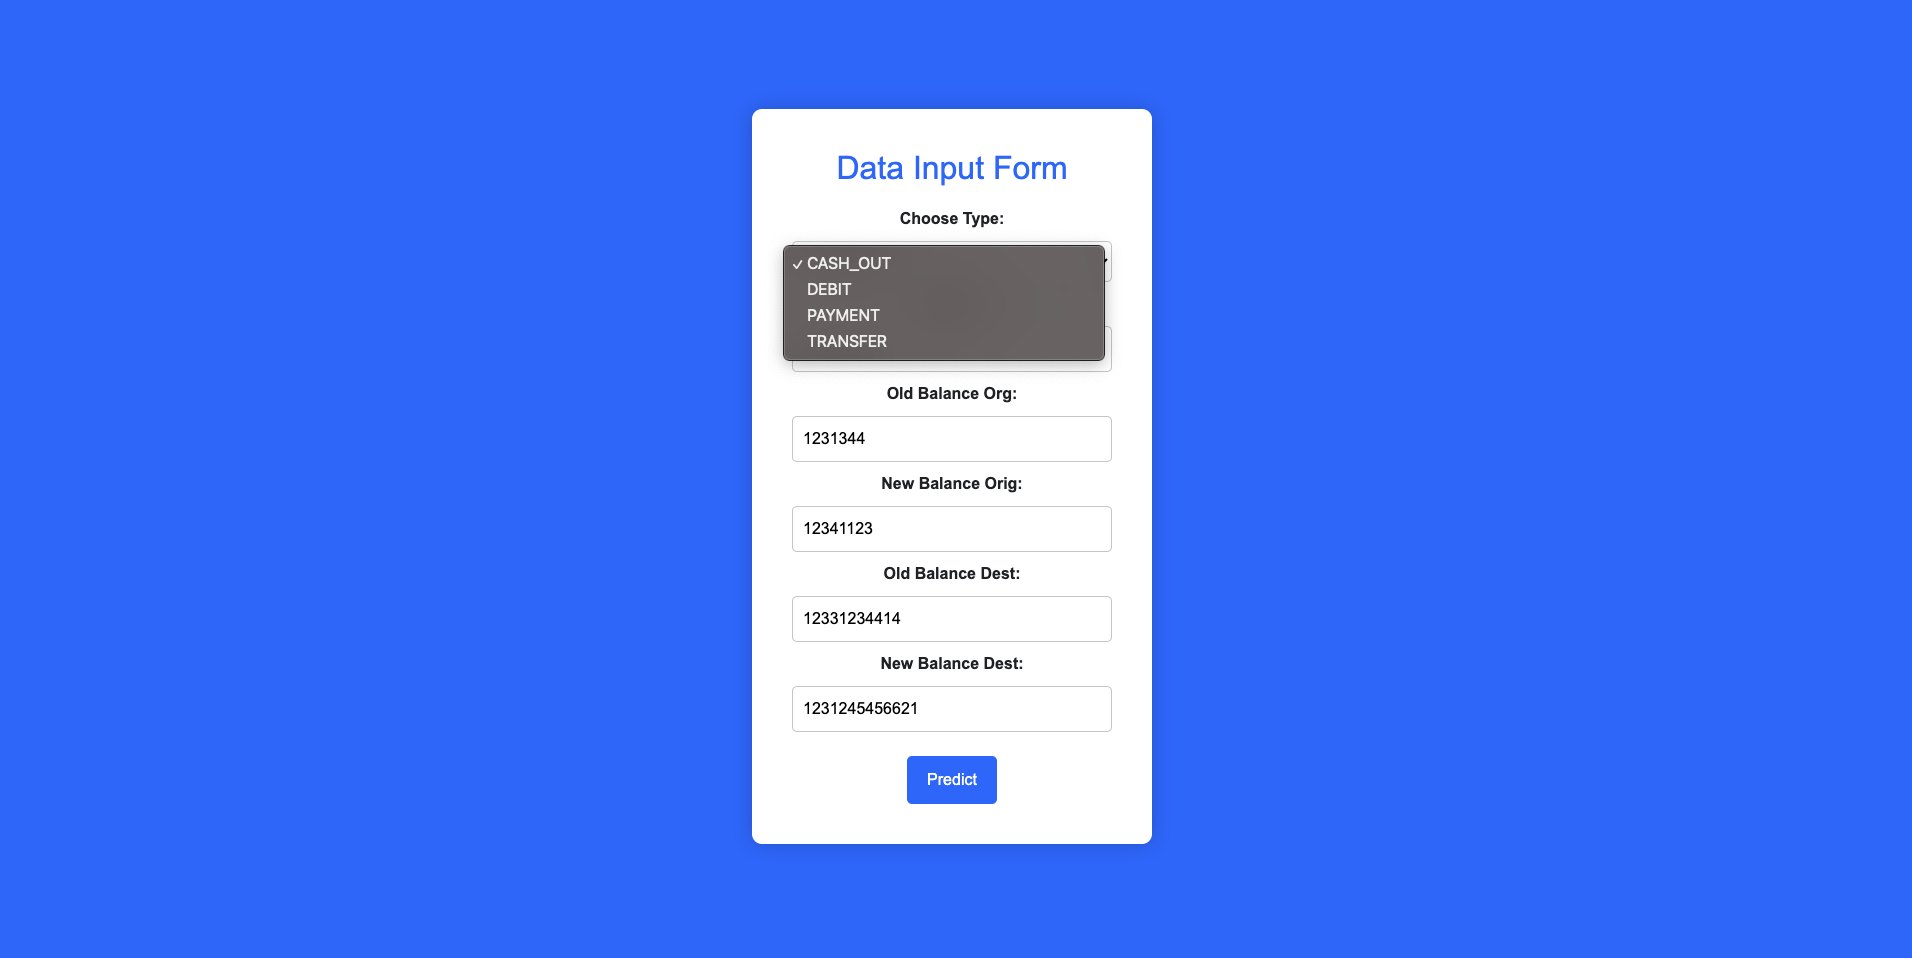 Data Input Form
Choose Type:
✓ CASH_OUT
DEBIT
PAYMENT
TRANSFER
Old Balance Org:
1231344
New Balance Orig:
12341123
Old Balance Dest:
12331234414
New Balance Dest:
1231245456621
Predict